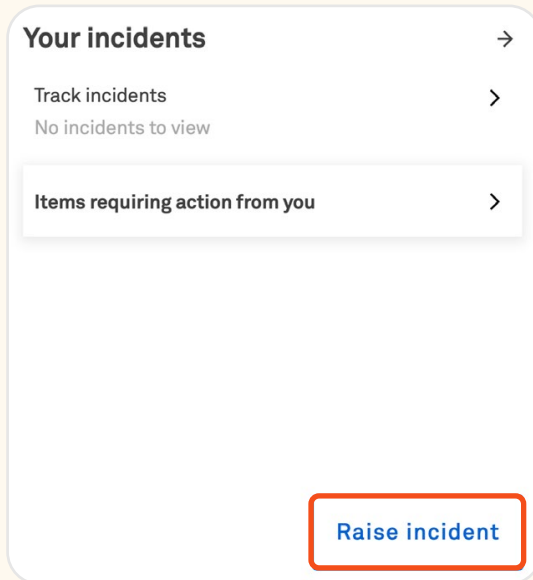 Your incidents
Track incidents
No incidents to view
Items requiring action from you
Raise incident